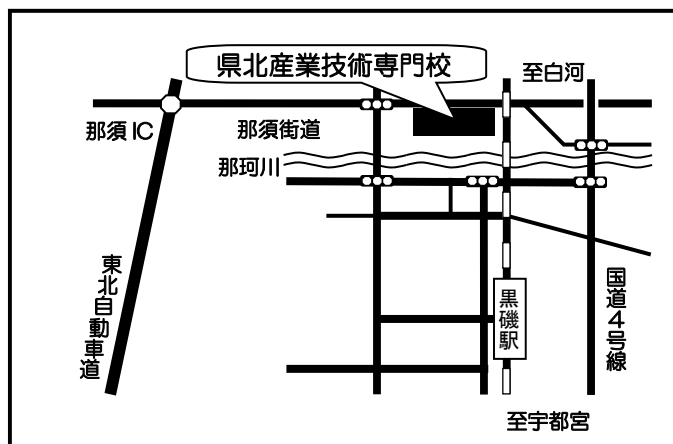 県北産業技術専門校
至白河
那須IC
那須街道
那珂川
東北自動車道
黒磯駅
国道4号線
至宇都宮